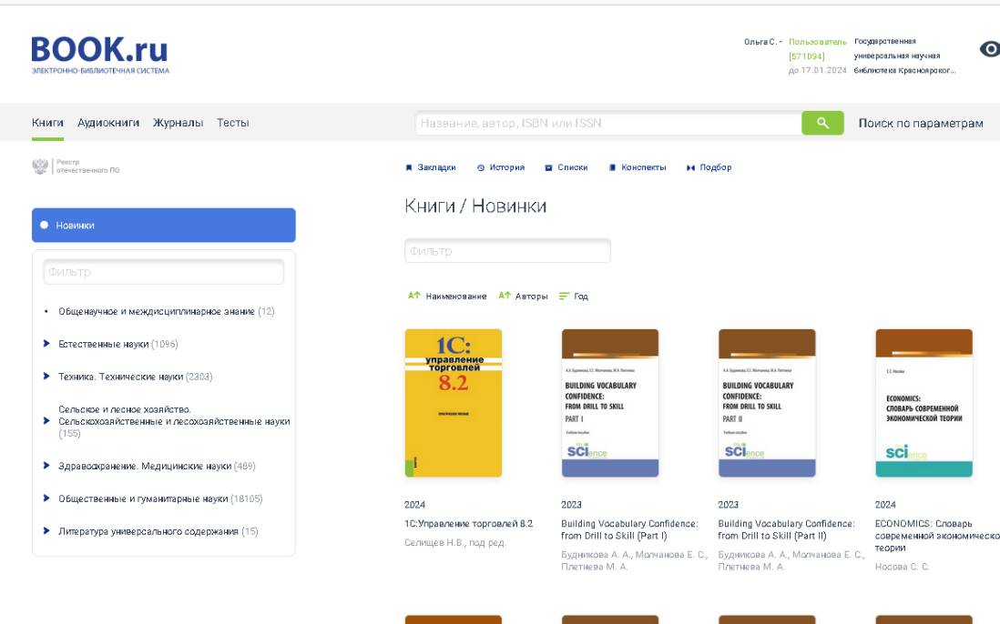 BOOK.ru
ЭЛЕКТРОННО-БИБЛИОТЕЧНАЯ СИСТЕМА
Ольга С. - Пользователь
[571094]
до 17.01.2024
Государственная
универсальная научная
библиотека Красноярског...
Книги Аудиокниги Журналы Тесты
Название, автор, ISBN или ISSN
Поиск по параметрам
Реестр
отечественного ПО
Закладки История Списки Конспекты Подбор
Книги / Новинки
Новинки
Фильтр
Фильтр
Общенаучное и междисциплинарное знание (12)
Естественные науки (1096)
Техника. Технические науки (2303)
Сельское и лесное хозяйство.
Сельскохозяйственные и лесохозяйственные науки
(155)
Здравоохранение. Медицинские науки (489)
Общественные и гуманитарные науки (18105)
Литература универсального содержания (15)
Наименование Авторы Год
1С:
управление
торговлей
8.2
А.А. Будникова, Е.С. Молчанова, М.А. Плетнева
BUILDING VOCABULARY
CONFIDENCE:
FROM DRILL TO SKILL
PART I
Учебное пособие
science
А.А. Будникова, Е.С. Молчанова, М.А. Плетнева
BUILDING VOCABULARY
CONFIDENCE:
FROM DRILL TO SKILL
PART II
Учебное пособие
science
С.С. Носова
ECONOMICS:
СЛОВАРЬ СОВРЕМЕННОЙ
ЭКОНОМИЧЕСКОЙ ТЕОРИИ
science
2024
1С:Управление торговлей 8.2
Селищев Н.В., под ред.
2023
Building Vocabulary Confidence:
from Drill to Skill (Part I)
Будникова А. А., Молчанова Е. С.,
Плетнева М. А.
2023
Building Vocabulary Confidence:
from Drill to Skill (Part II)
Будникова А. А., Молчанова Е. С.,
Плетнева М. А.
2024
ECONOMICS: Словарь
современной экономическо
теории
Носова С. С.